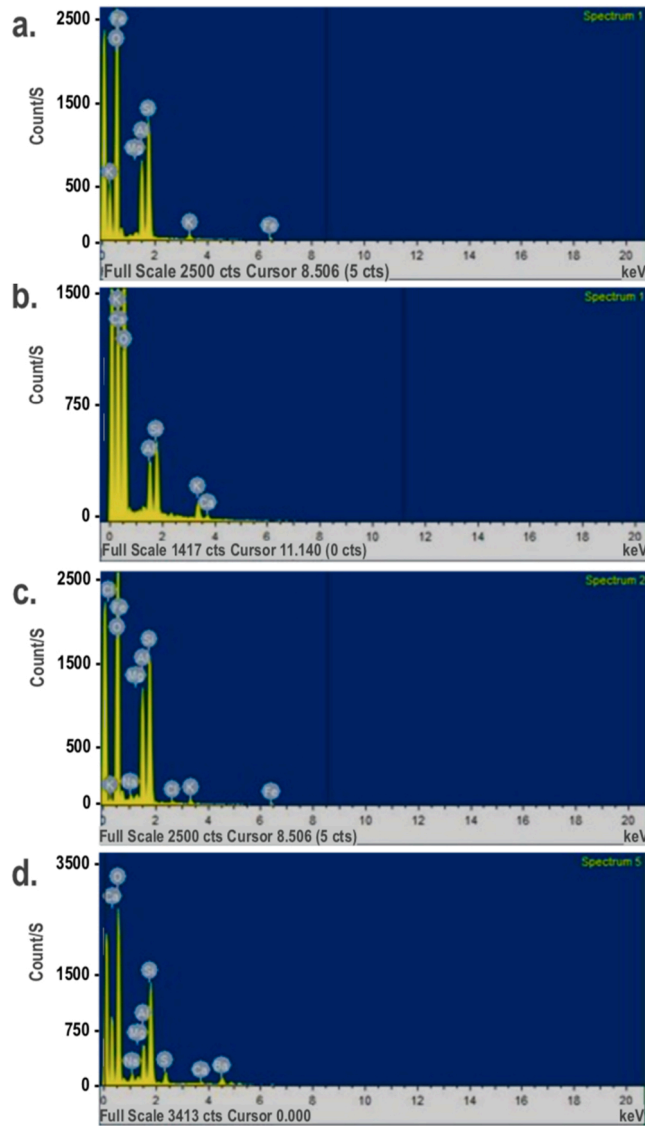 a.
2500
1500
500
0
Count/S
Spectrum 1
Fe
O
K
Mg
Al
Si
K
Fe
0 2 4 6 8 10 12 14 16 18 20
Full Scale 2500 cts Cursor 8.506 (5 cts)
keV
b.
1500
750
0
Count/S
Spectrum 1
K
Ca
O
Al
Si
K
Ca
0 2 4 6 8 10 12 14 16 18 20
Full Scale 1417 cts Cursor 11.140 (0 cts)
keV
c.
2500
1500
500
0
Count/S
Spectrum 2
Fe
O
K
Na
Mg
Al
Si
K
Fe
0 2 4 6 8 10 12 14 16 18 20
Full Scale 2500 cts Cursor 8.506 (5 cts)
keV
d.
3500
1500
750
0
Count/S
Spectrum 5
O
Na
Mg
Al
Si
S
0 2 4 6 8 10 12 14 16 18 20
Full Scale 3413 cts Cursor 0.000
keV